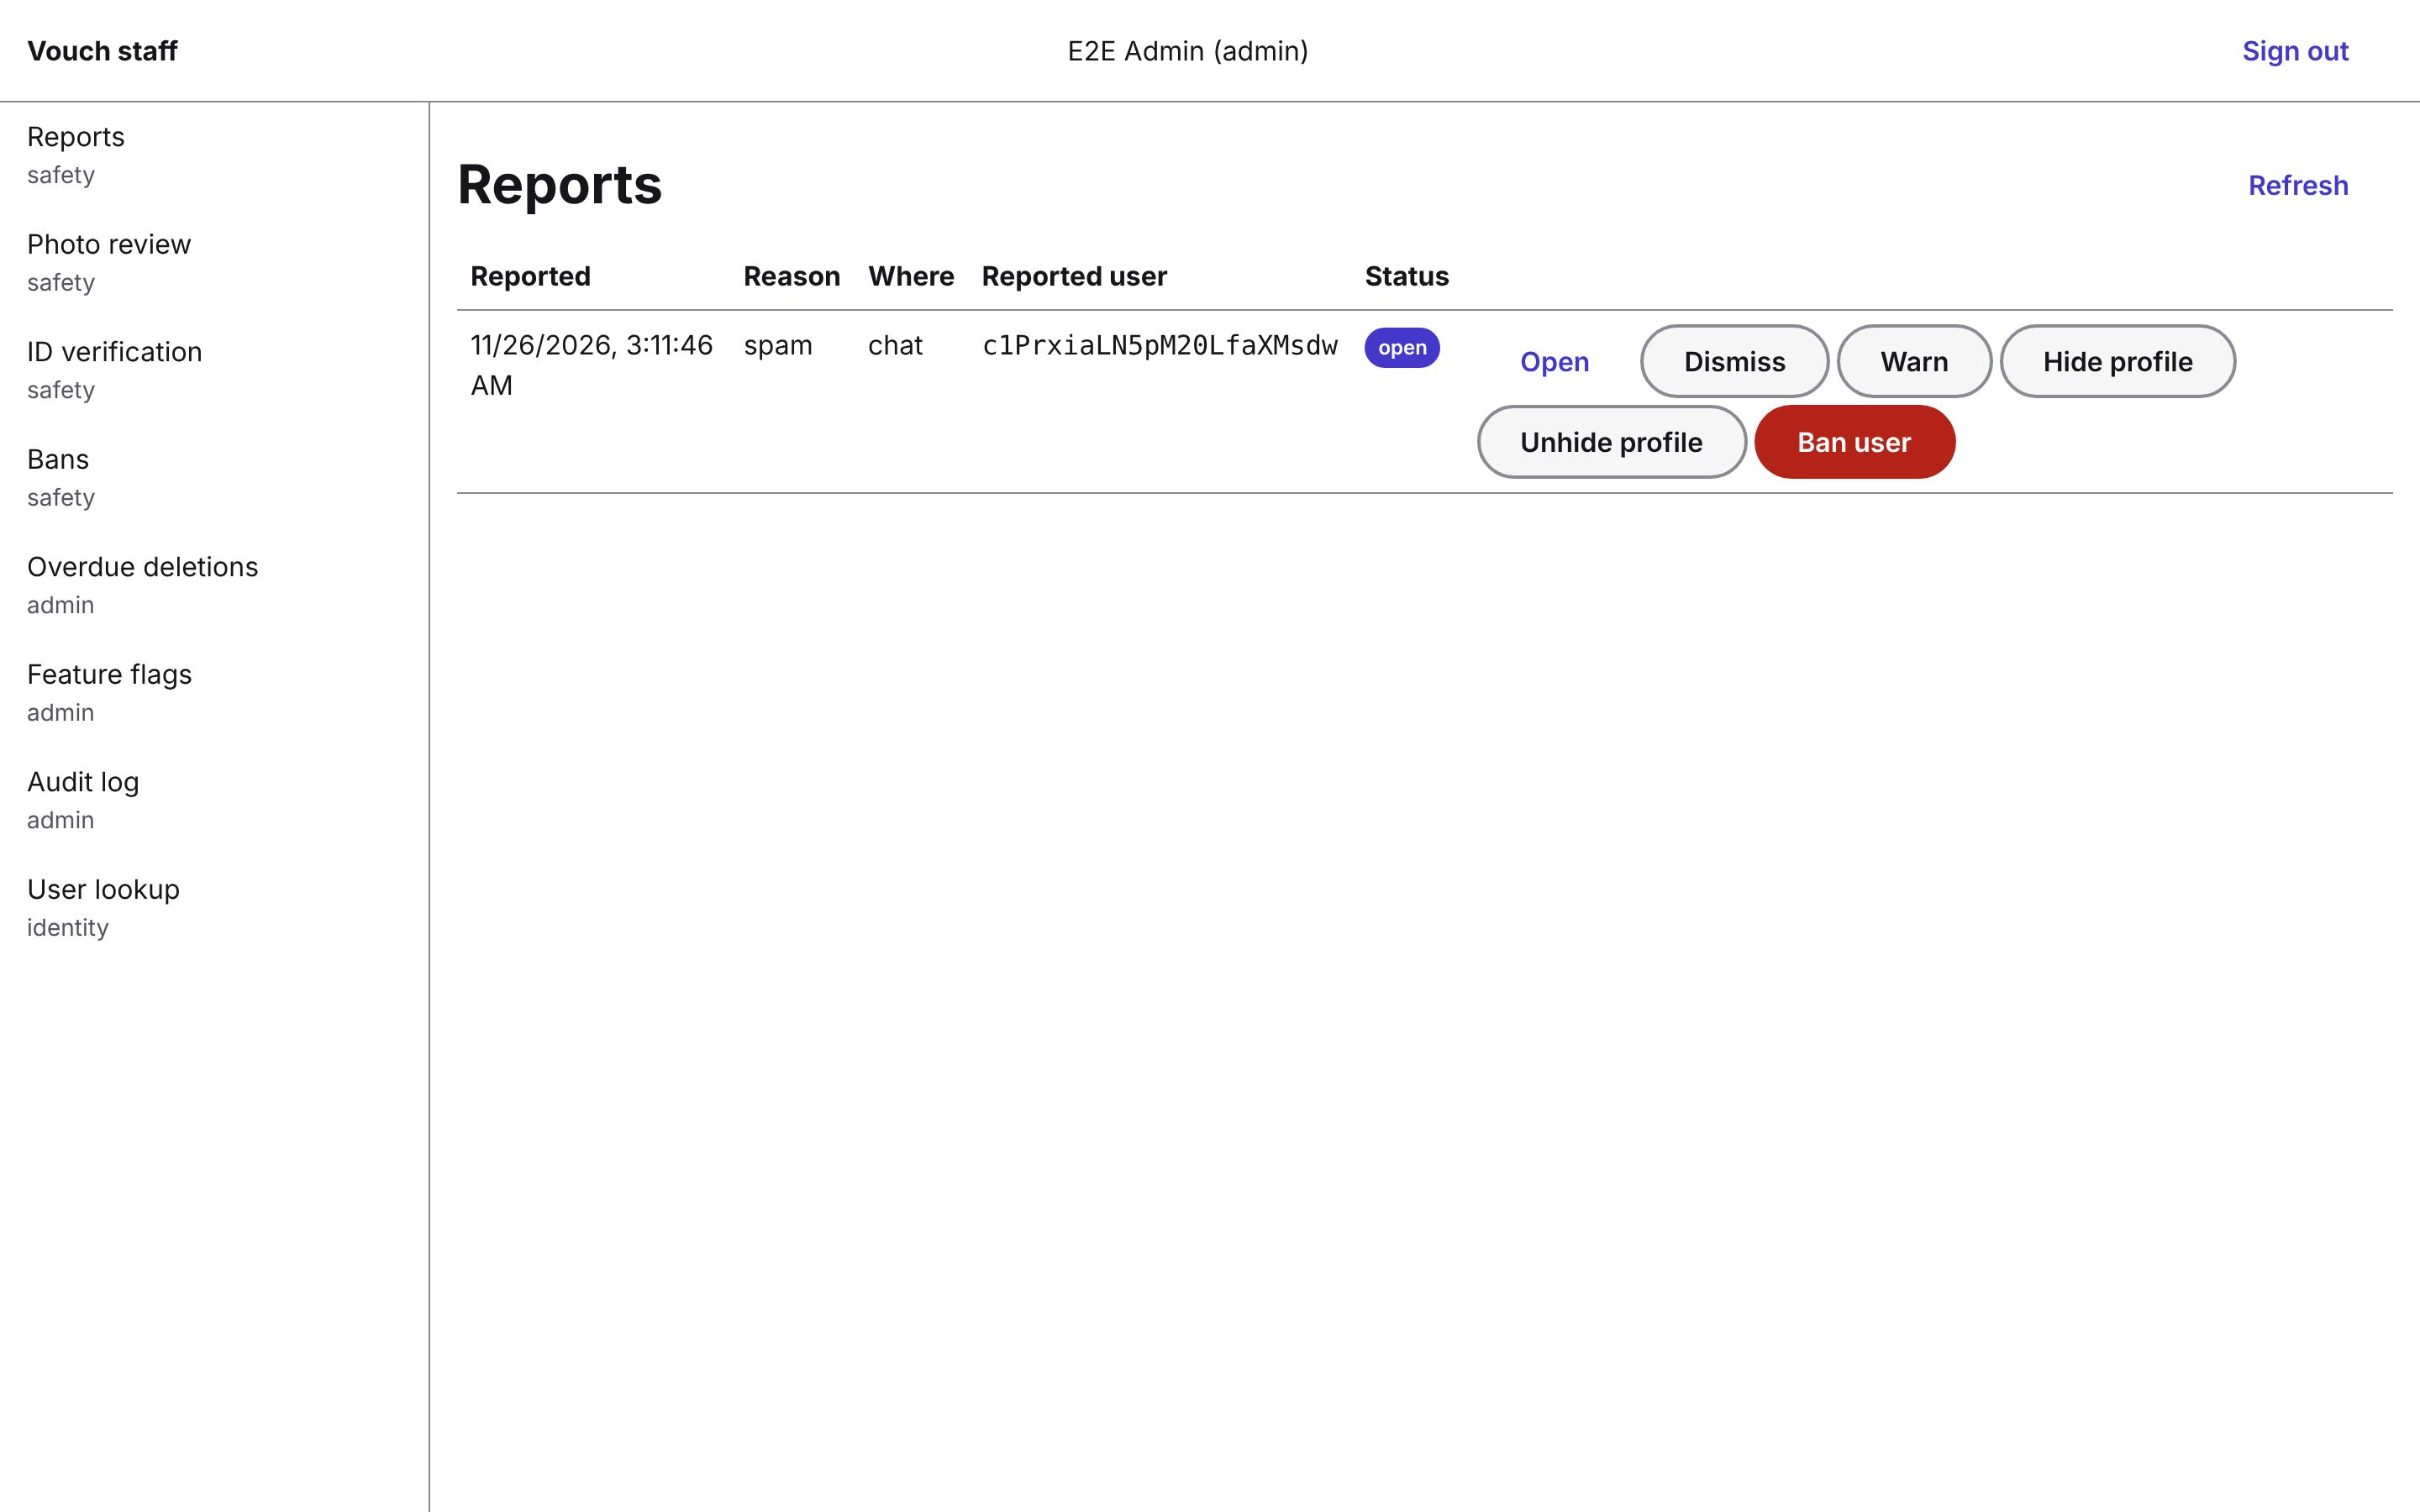 Vouch staff
E2E Admin (admin)
Sign out
Reports
safety
Photo review
safety
ID verification
safety
Bans
safety
Overdue deletions
admin
Feature flags
admin
Audit log
admin
User lookup
identity
Reports
Refresh
Reported Reason Where Reported user Status
11/26/2026, 3:11:46 spam chat c1PrxiaLN5pM20LfaXMsdw open Open Dismiss Warn Hide profile
AM
Unhide profile Ban user